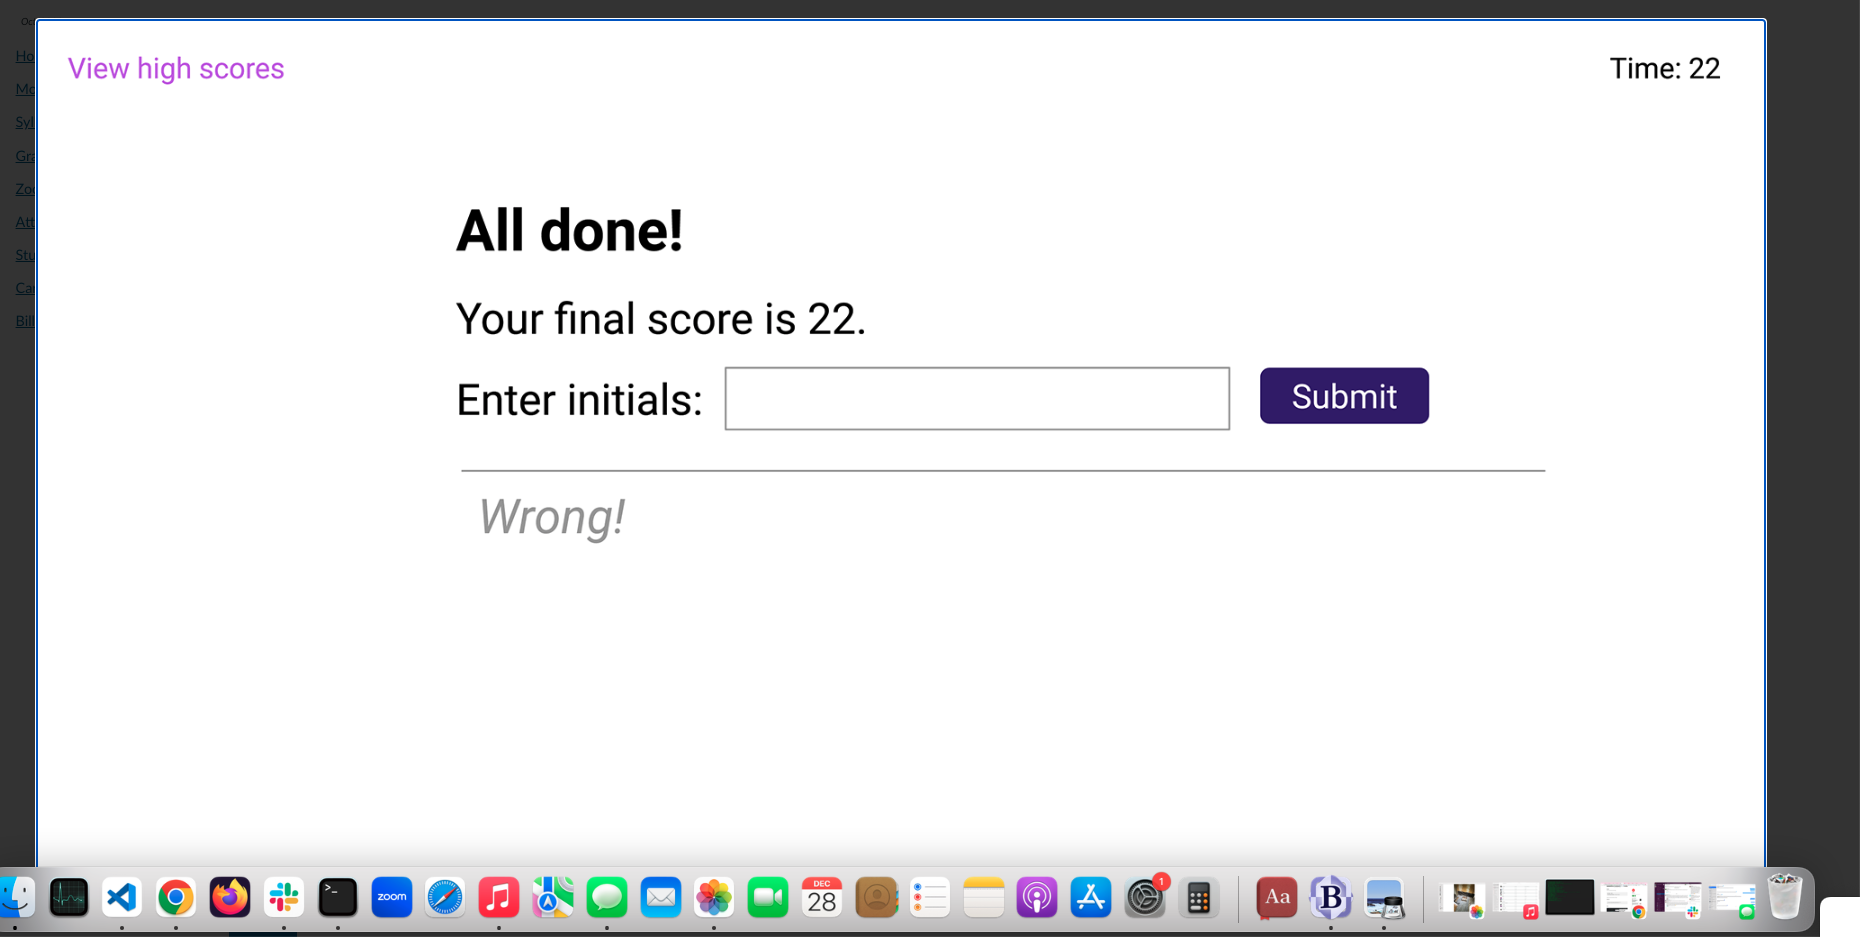 View high scores
Time: 22
All done!
Your final score is 22.
Enter initials:
Submit
Wrong!
zoom
DEC
28
1
Aa
B